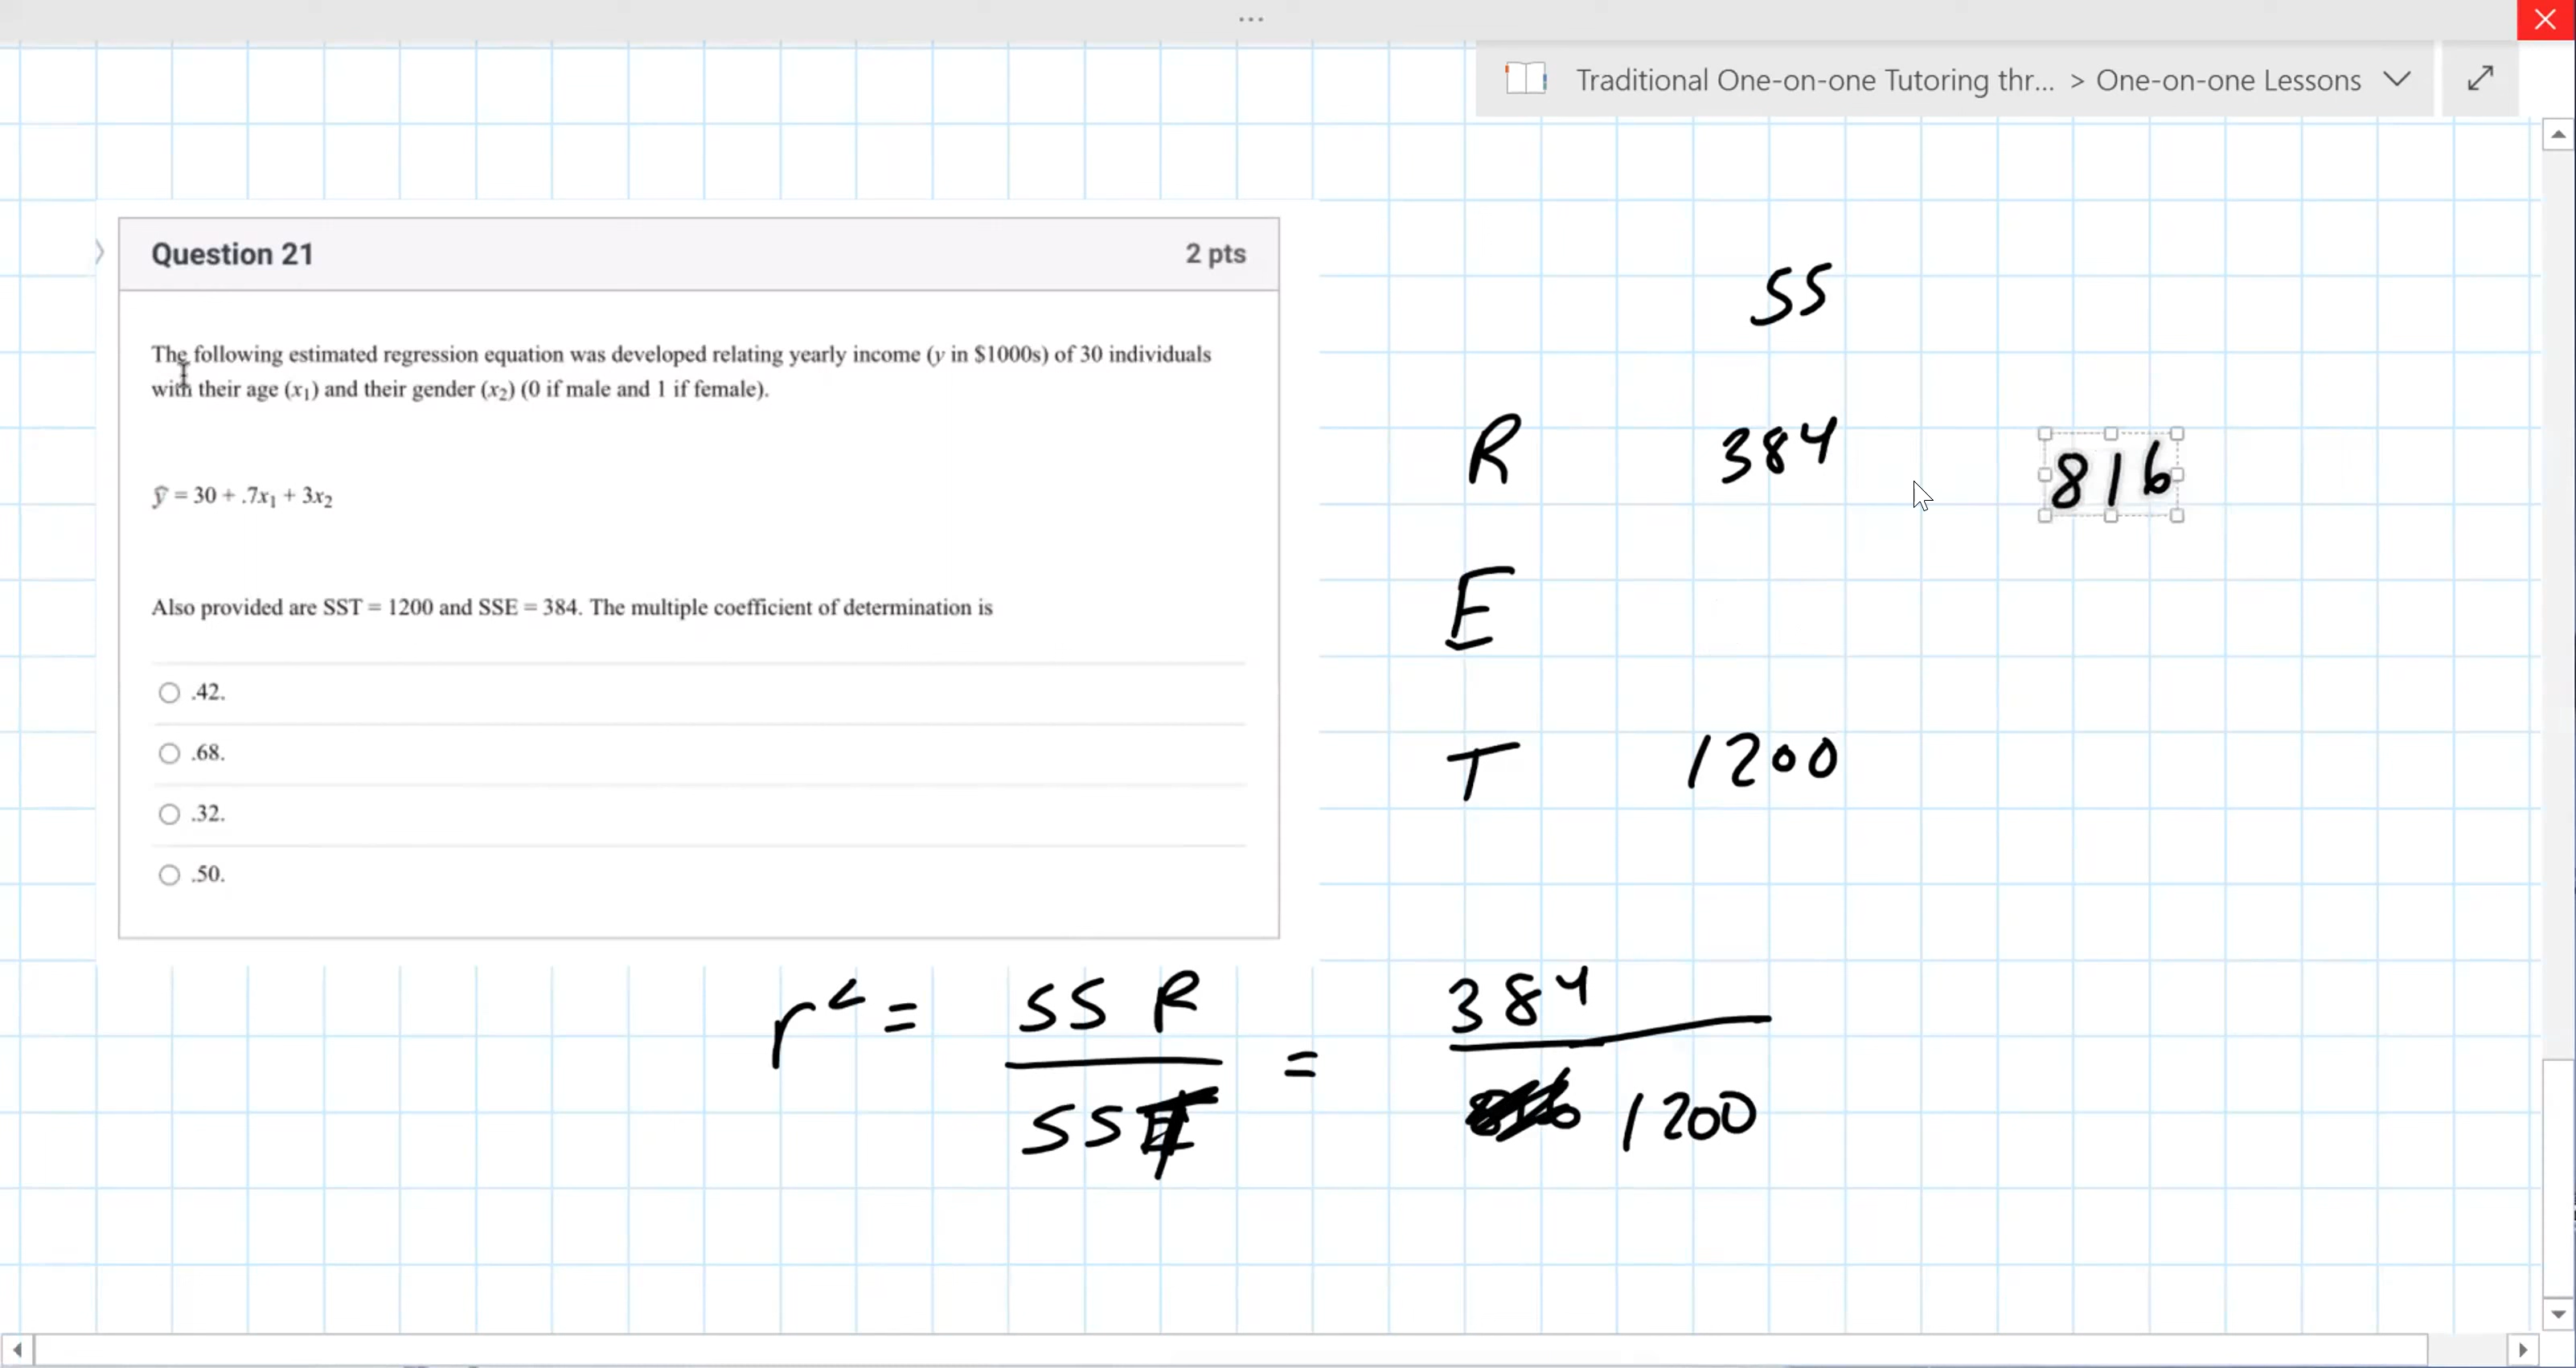 Traditional One-on-one Tutoring thr... > One-on-one Lessons
Question 21
2 pts
The following estimated regression equation was developed relating yearly income (y in $1000s) of 30 individuals
with their age (x₁) and their gender (x₂) (0 if male and 1 if female).
ŷ = 30 + .7x₁ + 3x₂
Also provided are SST = 1200 and SSE = 384. The multiple coefficient of determination is
.42.
.68.
.32.
.50.
SS
R 384 816
E
T 1200
r² = SS R / SST = 384 / 1200